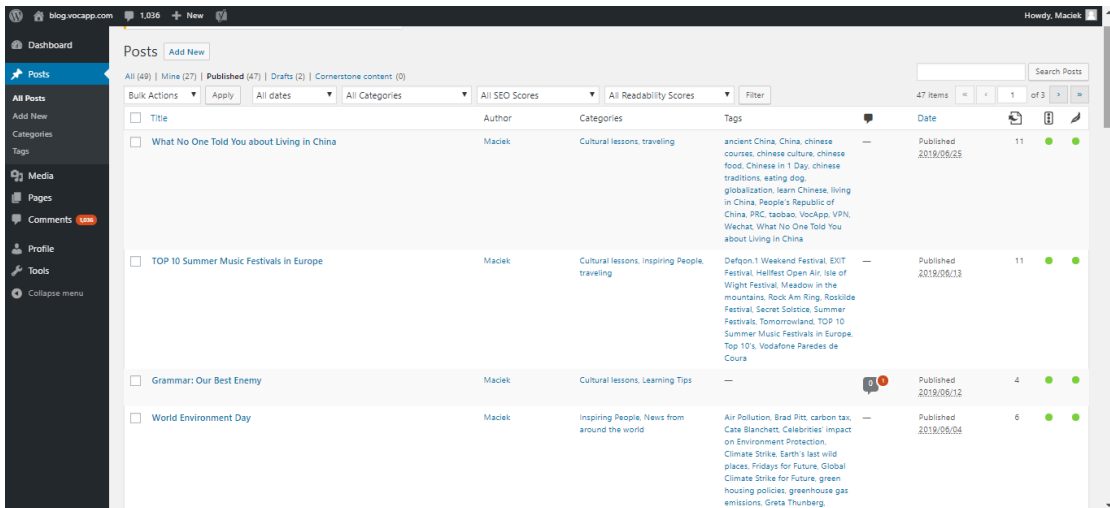 blog.vocapp.com 1,036 New Howdy, Maciek
Dashboard
Posts
All Posts
Add New
Categories
Tags
Media
Pages
Comments 1,036
Profile
Tools
Collapse menu
Posts Add New
All (49) | Mine (27) | Published (47) | Drafts (2) | Cornerstone content (0)
Search Posts
Bulk Actions Apply All dates All Categories All SEO Scores All Readability Scores Filter 47 items « ‹ 1 of 3 › »
Title Author Categories Tags Date
What No One Told You about Living in China Maciek Cultural lessons, traveling ancient China, China, chinese — Published 11
courses, chinese culture, chinese 2019/06/25
food, Chinese in 1 Day, chinese
traditions, eating dog,
globalization, learn Chinese, living
in China, People's Republic of
China, PRC, taobao, VocApp, VPN,
Wechat, What No One Told You
about Living in China
TOP 10 Summer Music Festivals in Europe Maciek Cultural lessons, Inspiring People, Defqon.1 Weekend Festival, EXIT — Published 11
traveling Festival, Hellfest Open Air, Isle of 2019/06/13
Wight Festival, Meadow in the
mountains, Rock Am Ring, Roskilde
Festival, Secret Solstice, Summer
Festivals, Tomorrowland, TOP 10
Summer Music Festivals in Europe,
Top 10's, Vodafone Paredes de
Coura
Grammar: Our Best Enemy Maciek Cultural lessons, Learning Tips — 0 1 Published 4
2019/06/12
World Environment Day Maciek Inspiring People, News from Air Pollution, Brad Pitt, carbon tax, — Published 6
around the world Cate Blanchett, Celebrities' impact 2019/06/04
on Environment Protection,
Climate Strike, Earth's last wild
places, Fridays for Future, Global
Climate Strike for Future, green
housing policies, greenhouse gas
emissions, Greta Thunberg,